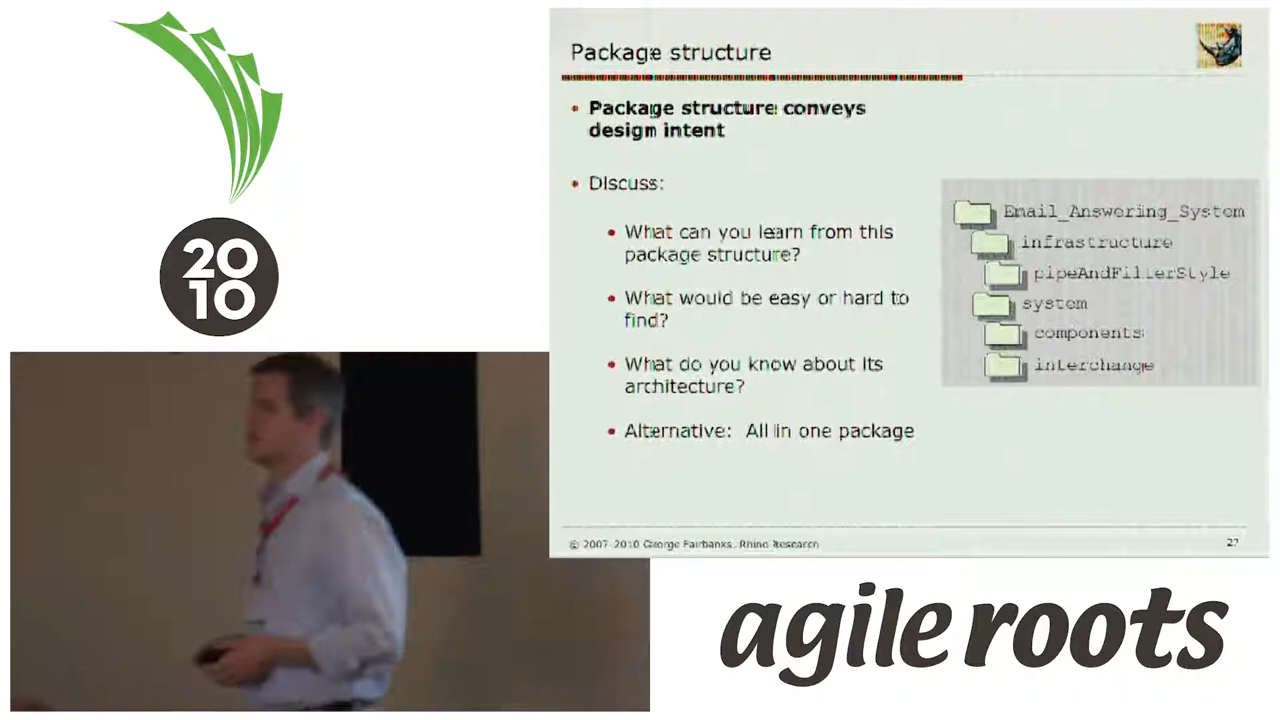 20
10
Package structure
Package structure conveys
design intent
Discuss:
What can you learn from this
package structure?
What would be easy or hard to
find?
What do you know about its
architecture?
Alternative: All in one package
Email_Answering_System
infrastructure
pipeAndFilterStyle
system
components
interchange
© 2007-2010 George Fairbanks, Rhino Research
27
agile roots